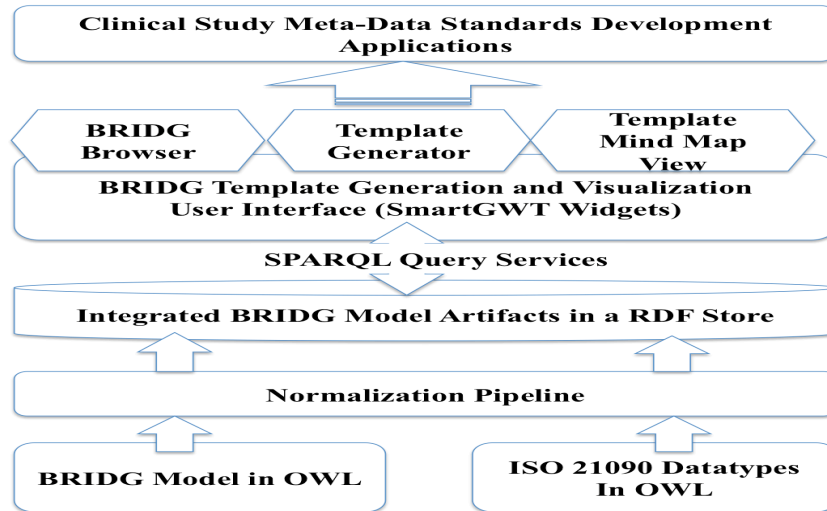 Clinical Study Meta-Data Standards Development
Applications
BRIDG
Browser
Template
Generator
Template
Mind Map
View
BRIDG Template Generation and Visualization
User Interface (SmartGWT Widgets)
SPARQL Query Services
Integrated BRIDG Model Artifacts in a RDF Store
Normalization Pipeline
BRIDG Model in OWL
ISO 21090 Datatypes
In OWL